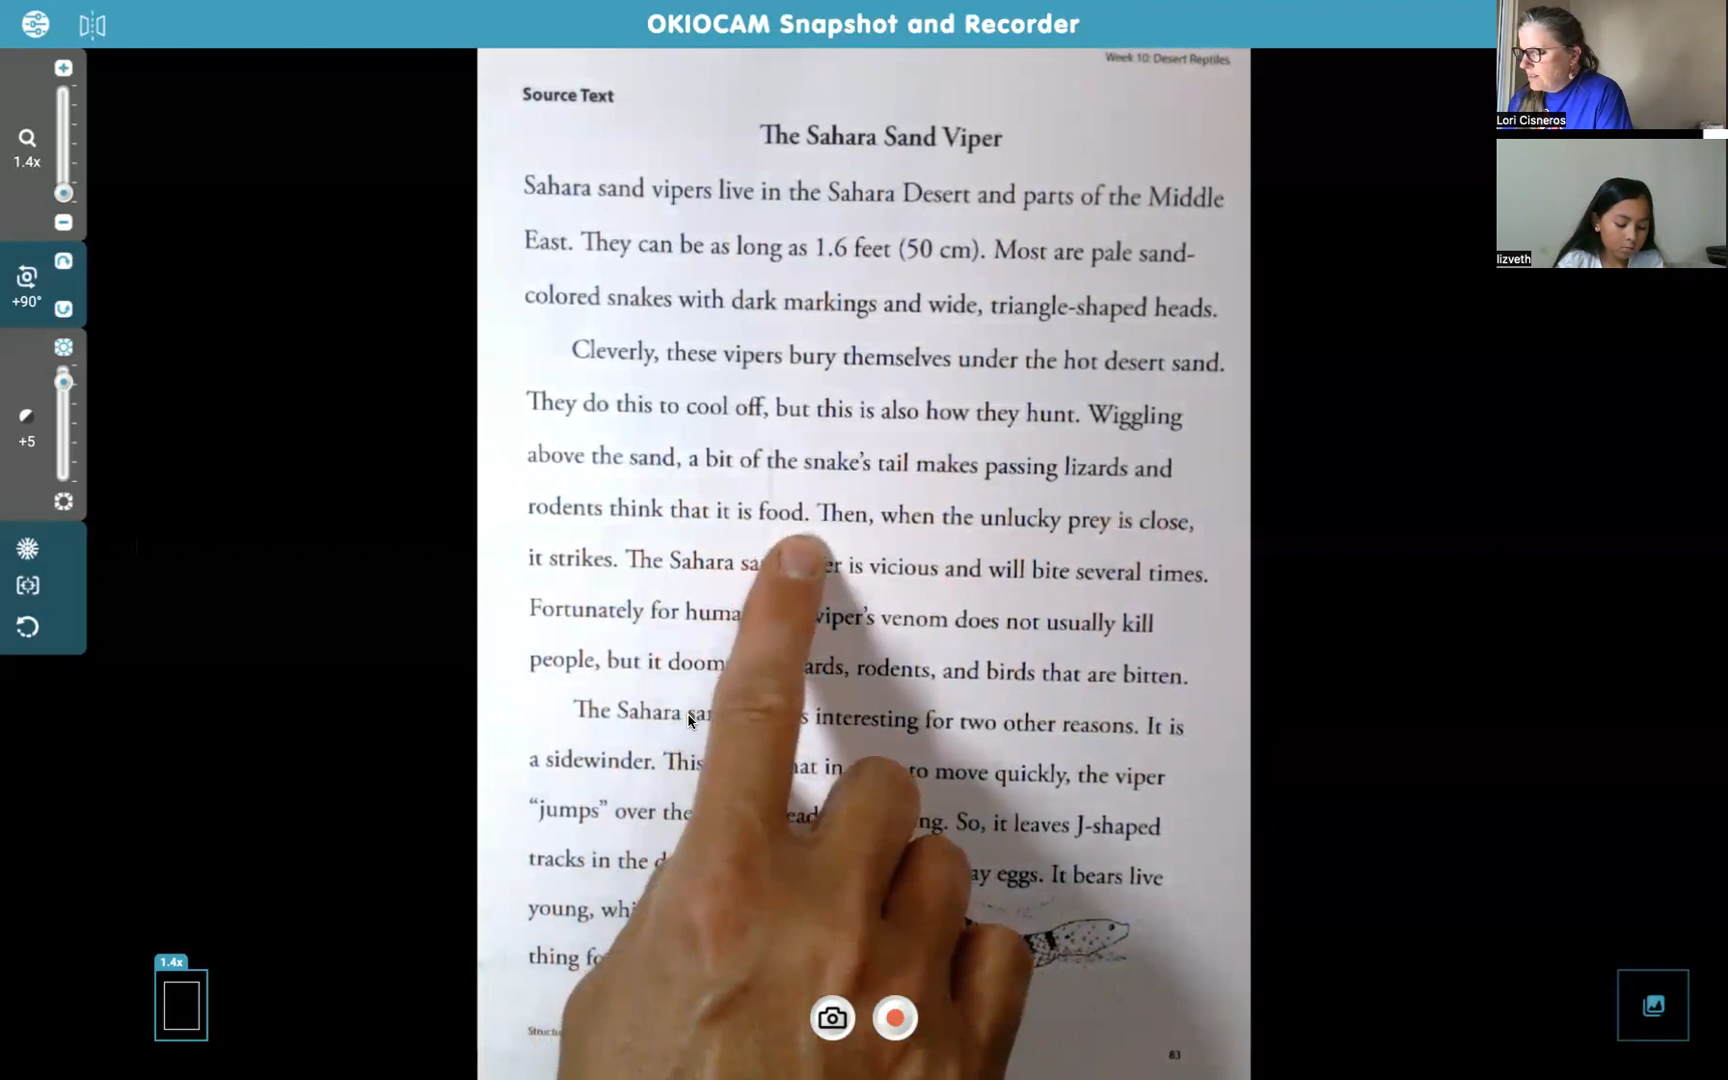 OKIOCAM Snapshot and Recorder
1.4x
+90°
+5
1.4x
Lori Cisneros
lizveth
Week 10: Desert Reptiles
Source Text
The Sahara Sand Viper
Sahara sand vipers live in the Sahara Desert and parts of the Middle
East. They can be as long as 1.6 feet (50 cm). Most are pale sand-
colored snakes with dark markings and wide, triangle-shaped heads.
Cleverly, these vipers bury themselves under the hot desert sand.
They do this to cool off, but this is also how they hunt. Wiggling
above the sand, a bit of the snake's tail makes passing lizards and
rodents think that it is food. Then, when the unlucky prey is close,
it strikes. The Sahara is vicious and will bite several times.
Fortunately for viper's venom does not usually kill
people, but it rodents, and birds that are bitten.
The Sahara interesting for two other reasons. It is
a sidewinder. This in to move quickly, the viper
“jumps” over the So, it leaves J-shaped
tracks in the eggs. It bears live
young,
thing
83